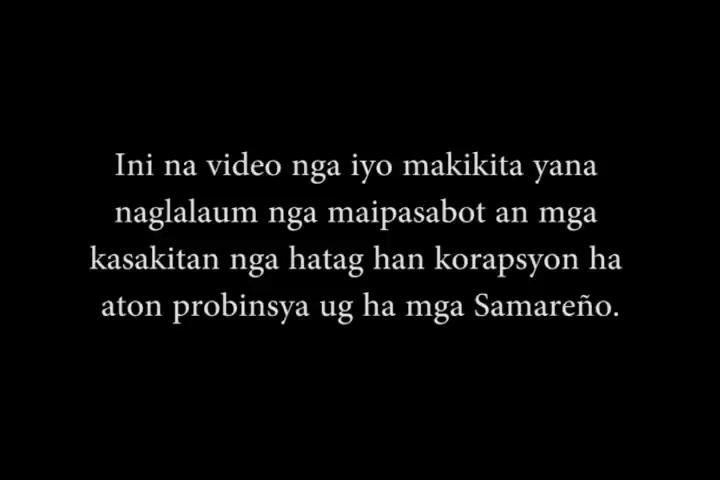 Ini na video nga iyo makikita yana
naglalaum nga maipasabot an mga
kasakitan nga hatag han korapsyon ha
aton probinsya ug ha mga Samareño.